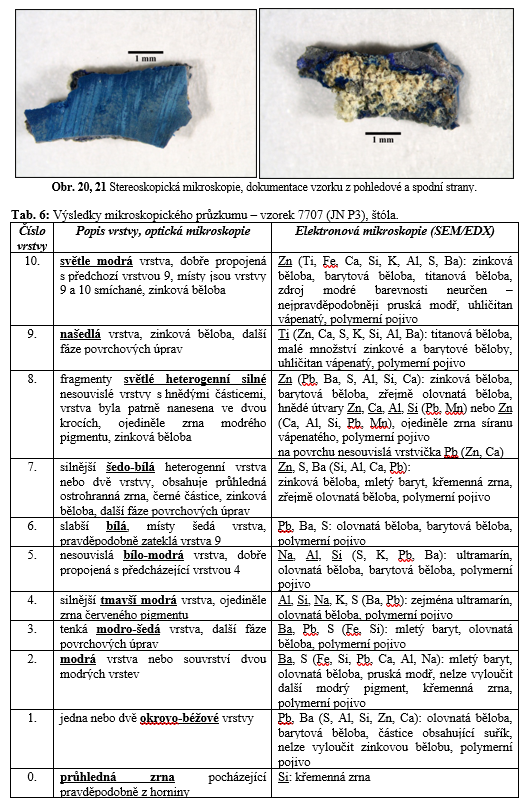 1 mm
1 mm
Obr. 20, 21 Stereoskopická mikroskopie, dokumentace vzorku z pohledové a spodní strany.
Tab. 6: Výsledky mikroskopického průzkumu – vzorek 7707 (JN P3), štóla.
Číslo
vrstvy
Popis vrstvy, optická mikroskopie
Elektronová mikroskopie (SEM/EDX)
10.
světle modrá vrstva, dobře propojená
s předchozí vrstvou 9, místy jsou vrstvy
9 a 10 smíchané, zinková běloba
Zn (Ti, Fe, Ca, Si, K, Al, S, Ba): zinková
běloba, barytová běloba, titanová běloba,
zdroj modré barevnosti neurčen –
nejpravděpodobněji pruská modř, uhličitan
vápenatý, polymerní pojivo
9.
našedlá vrstva, zinková běloba, další
fáze povrchových úprav
Ti (Zn, Ca, S, K, Si, Al, Ba): titanová běloba,
malé množství zinkové a barytové běloby,
uhličitan vápenatý, polymerní pojivo
8.
fragmenty světlé heterogenní silné
nesouvislé vrstvy s hnědými částicemi,
vrstva byla patrně nanesena ve dvou
krocích, ojediněle zrna modrého
pigmentu, zinková běloba
Zn (Pb, Ba, S, Al, Si, Ca): zinková běloba,
barytová běloba, zřejmě olovnatá běloba,
hnědé útvary Zn, Ca, Al, Si (Pb, Mn) nebo Zn
(Ca, Al, Si, Pb, Mn), ojediněle zrna síranu
vápenatého, polymerní pojivo
na povrchu nesouvislá vrstvička Pb (Zn, Ca)
7.
silnější šedo-bílá heterogenní vrstva
nebo dvě vrstvy, obsahuje průhledná
ostrohranná zrna, černé částice, zinková
běloba, další fáze povrchových úprav
Zn, S, Ba (Si, Al, Ca, Pb):
zinková běloba, mletý baryt, křemenná zrna,
zřejmě olovnatá běloba, polymerní pojivo
6.
slabší bílá, místy šedá vrstva,
pravděpodobně zateklá vrstva 9
Pb, Ba, S: olovnatá běloba, barytová běloba,
polymerní pojivo
5.
nesouvislá bílo-modrá vrstva, dobře
propojená s předcházející vrstvou 4
Na, Al, Si (S, K, Pb, Ba): ultramarín,
olovnatá běloba, barytová běloba, polymerní
pojivo
4.
silnější tmavší modrá vrstva, ojediněle
zrna červeného pigmentu
Al, Si, Na, K, S (Ba, Pb): zejména ultramarín,
olovnatá běloba, polymerní pojivo
3.
tenká modro-šedá vrstva, další fáze
povrchových úprav
Ba, Pb, S (Fe, Si): mletý baryt, olovnatá
běloba, polymerní pojivo
2.
modrá vrstva nebo souvrství dvou
modrých vrstev
Ba, S (Fe, Si, Pb, Ca, Al, Na): mletý baryt,
olovnatá běloba, pruská modř, nelze vyloučit
další modrý pigment, křemenná zrna,
polymerní pojivo
1.
jedna nebo dvě okrovo-béžové vrstvy
Pb, Ba (S, Al, Si, Zn, Ca): olovnatá běloba,
barytová běloba, částice obsahující suřík,
nelze vyloučit zinkovou bělobu, polymerní
pojivo
0.
průhledná zrna pocházející
pravděpodobně z horniny
Si: křemenná zrna